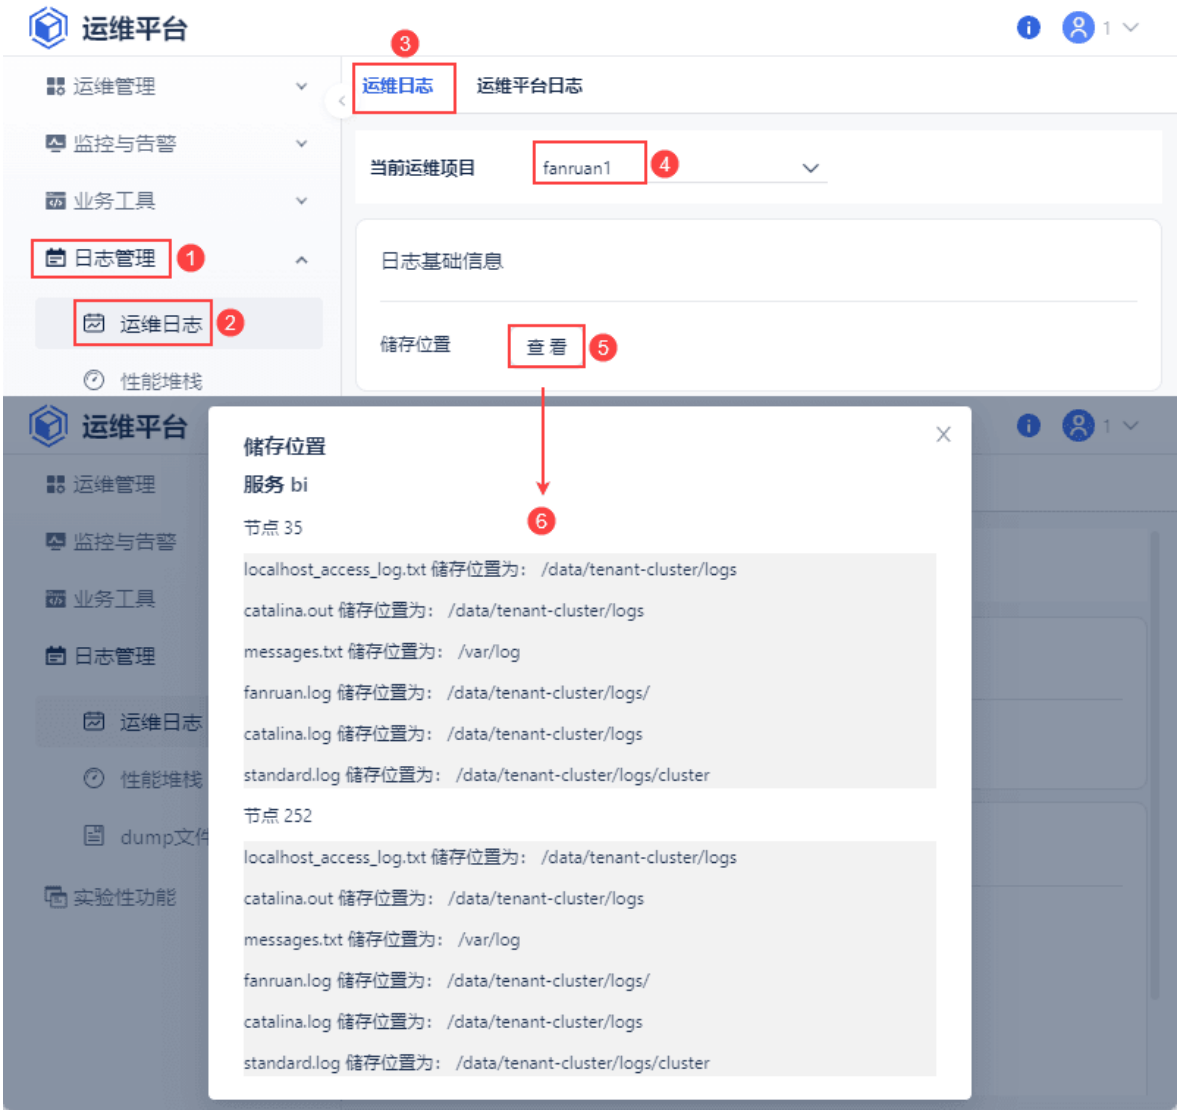 运维平台
1
运维管理
监控与告警
业务工具
日志管理
1
运维日志
2
性能堆栈
3
运维日志 运维平台日志
当前运维项目 fanruan1
4
日志基础信息
储存位置 查看
5
运维平台
1
运维管理
监控与告警
业务工具
日志管理
运维日志
性能堆栈
dump文件
实验性功能
储存位置
服务 bi
6
节点 35
localhost_access_log.txt 储存位置为： /data/tenant-cluster/logs
catalina.out 储存位置为： /data/tenant-cluster/logs
messages.txt 储存位置为： /var/log
fanruan.log 储存位置为： /data/tenant-cluster/logs/
catalina.log 储存位置为： /data/tenant-cluster/logs
standard.log 储存位置为： /data/tenant-cluster/logs/cluster
节点 252
localhost_access_log.txt 储存位置为： /data/tenant-cluster/logs
catalina.out 储存位置为： /data/tenant-cluster/logs
messages.txt 储存位置为： /var/log
fanruan.log 储存位置为： /data/tenant-cluster/logs/
catalina.log 储存位置为： /data/tenant-cluster/logs
standard.log 储存位置为： /data/tenant-cluster/logs/cluster